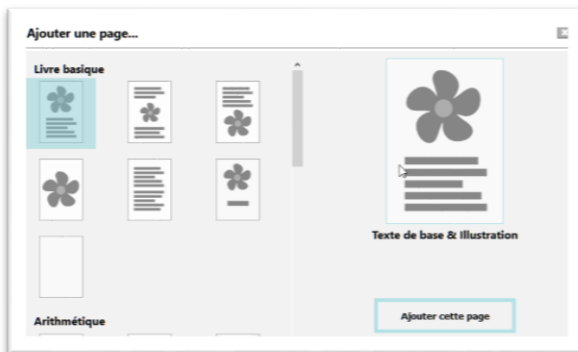 Ajouter une page...
Livre basique
Texte de base & Illustration
Ajouter cette page
Arithmétique